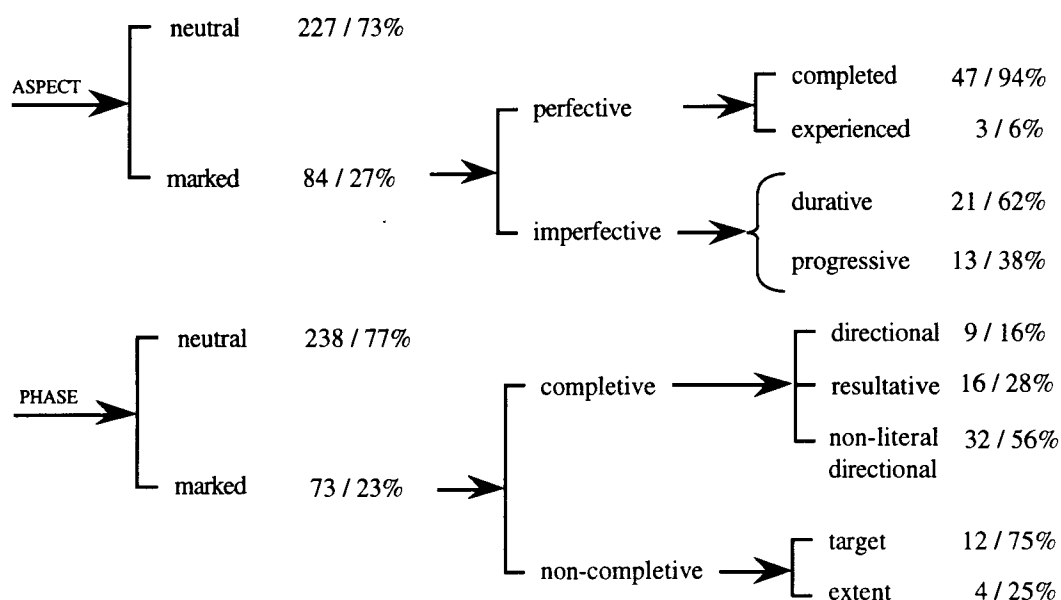 neutral 227 / 73%
ASPECT
completed 47 / 94%
perfective
experienced 3 / 6%
marked 84 / 27%
durative 21 / 62%
imperfective
progressive 13 / 38%
neutral 238 / 77%
directional 9 / 16%
PHASE
completive
resultative 16 / 28%
non-literal 32 / 56%
directional
marked 73 / 23%
target 12 / 75%
non-completive
extent 4 / 25%